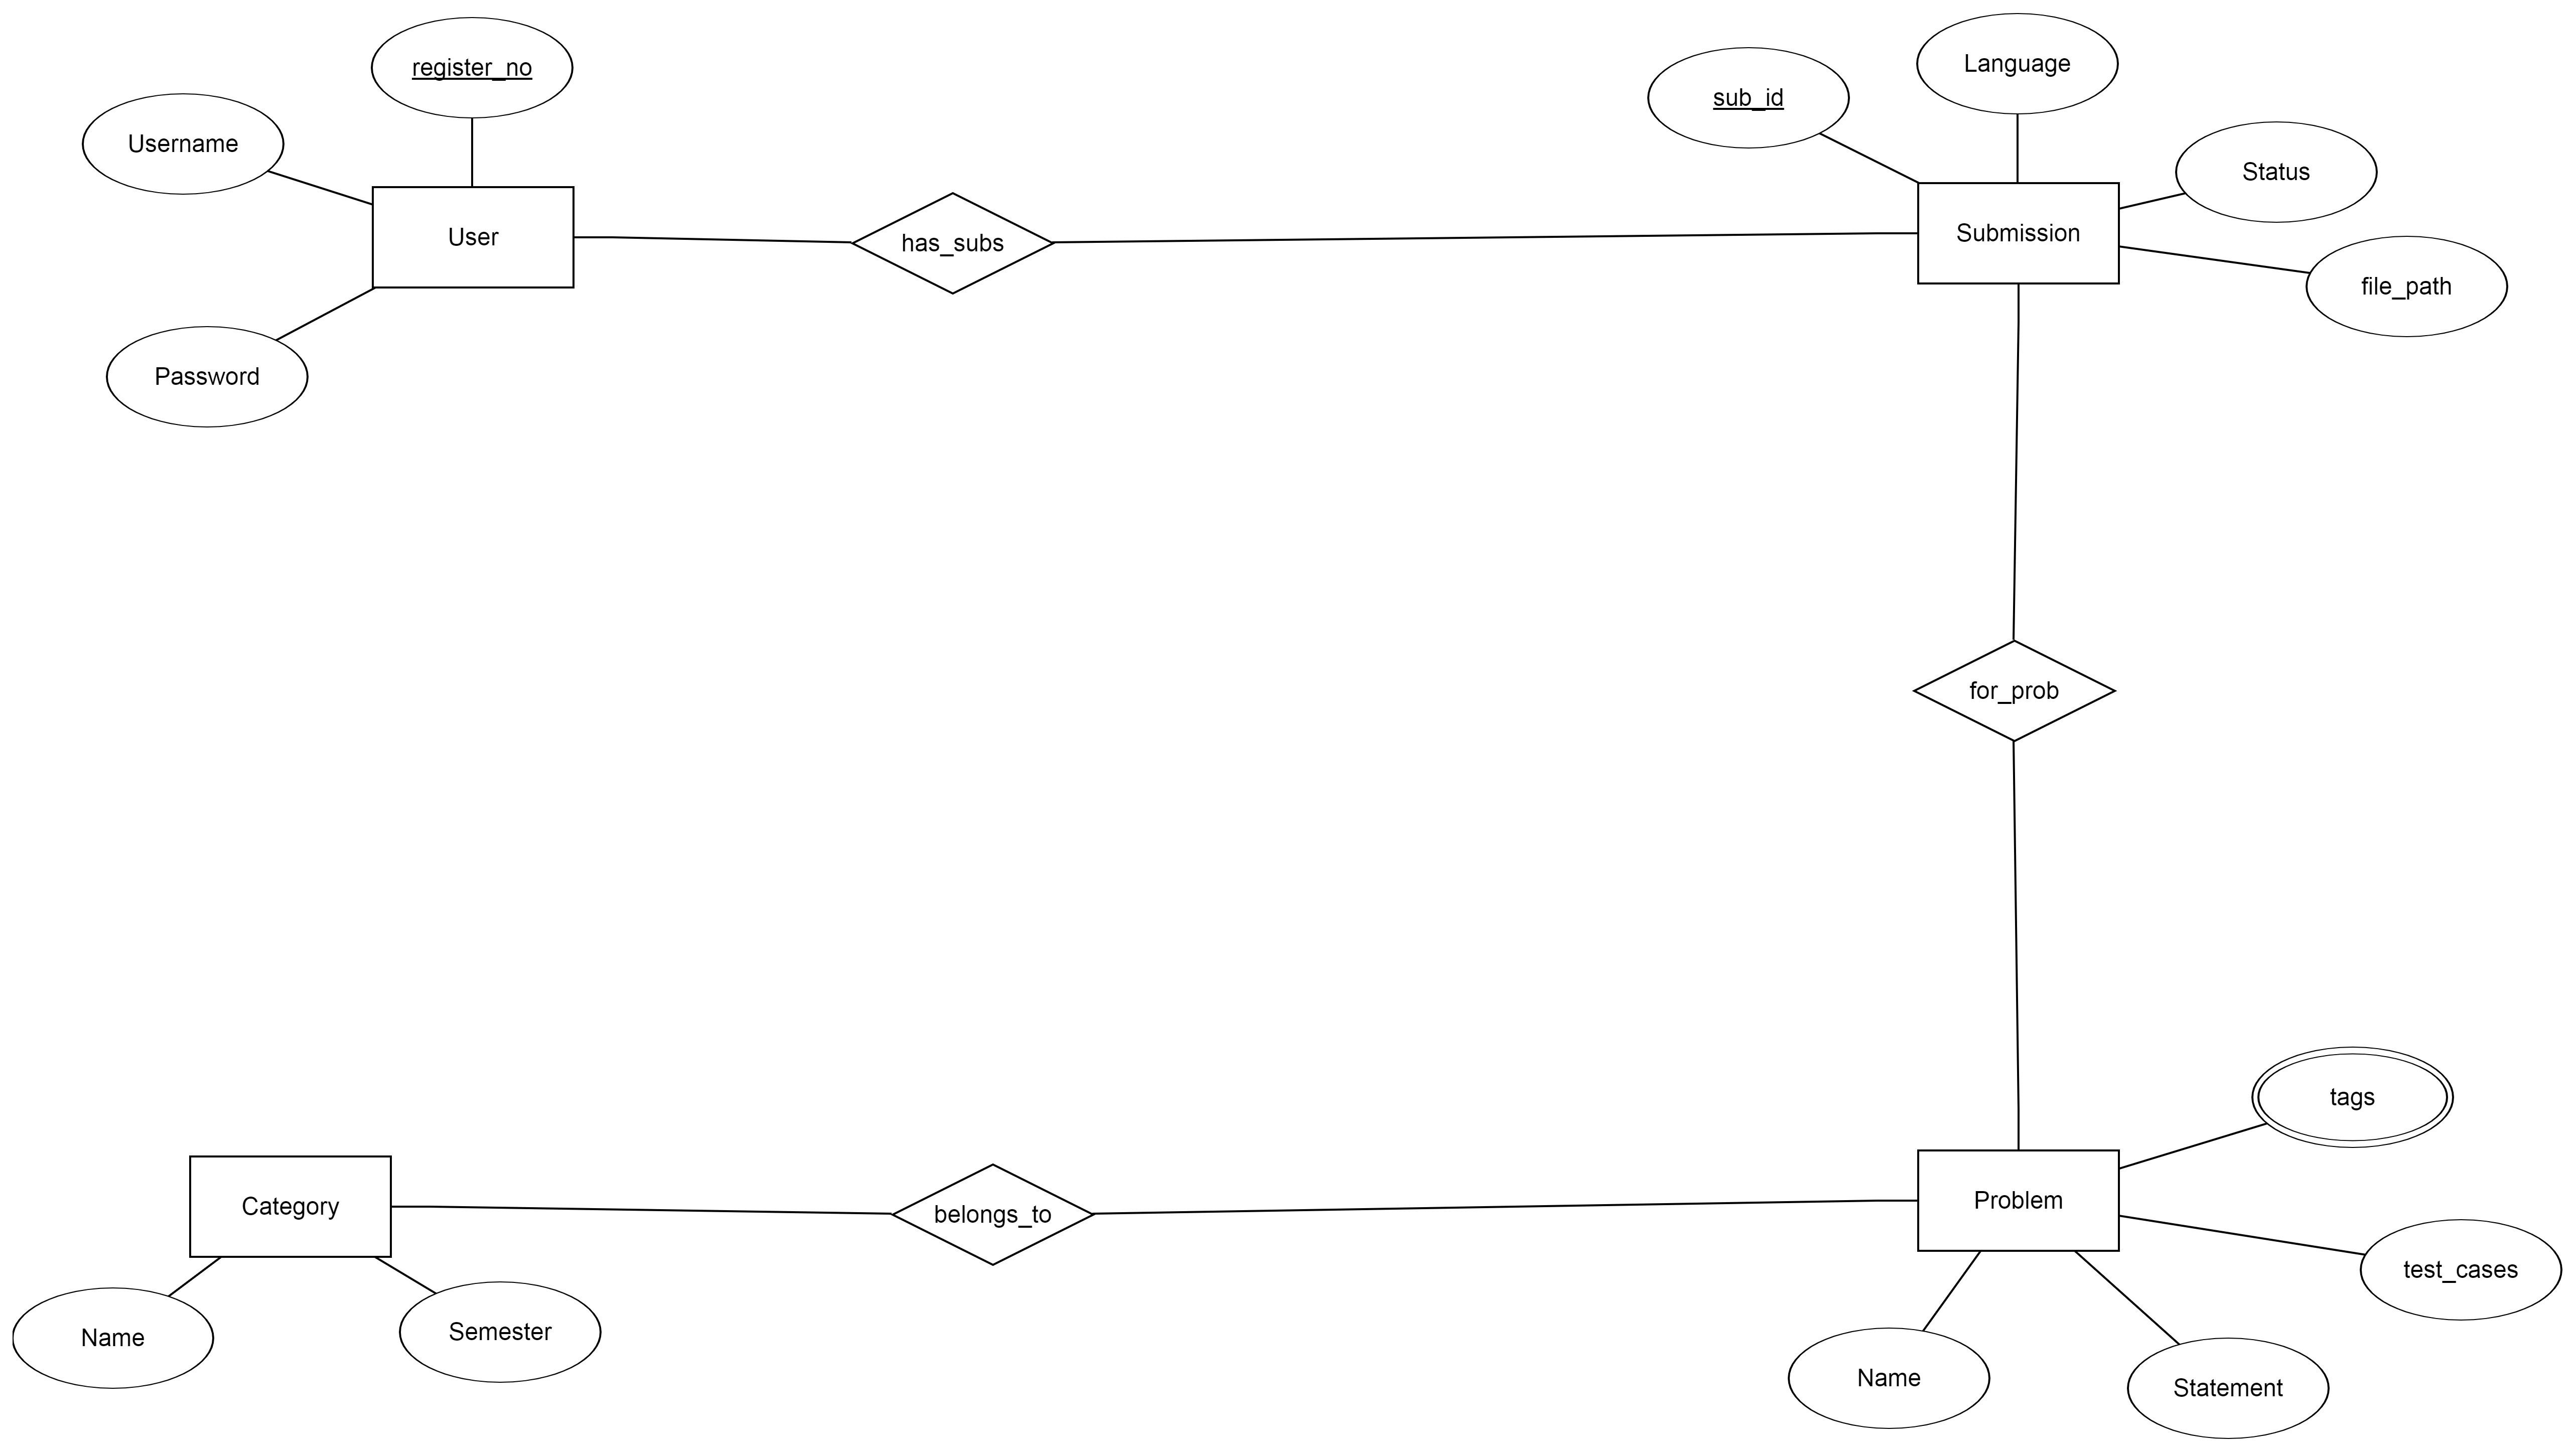 register_no
Language
sub_id
Username
Status
User
has_subs
Submission
file_path
Password
for_prob
tags
Category
belongs_to
Problem
test_cases
Name
Semester
Name
Statement